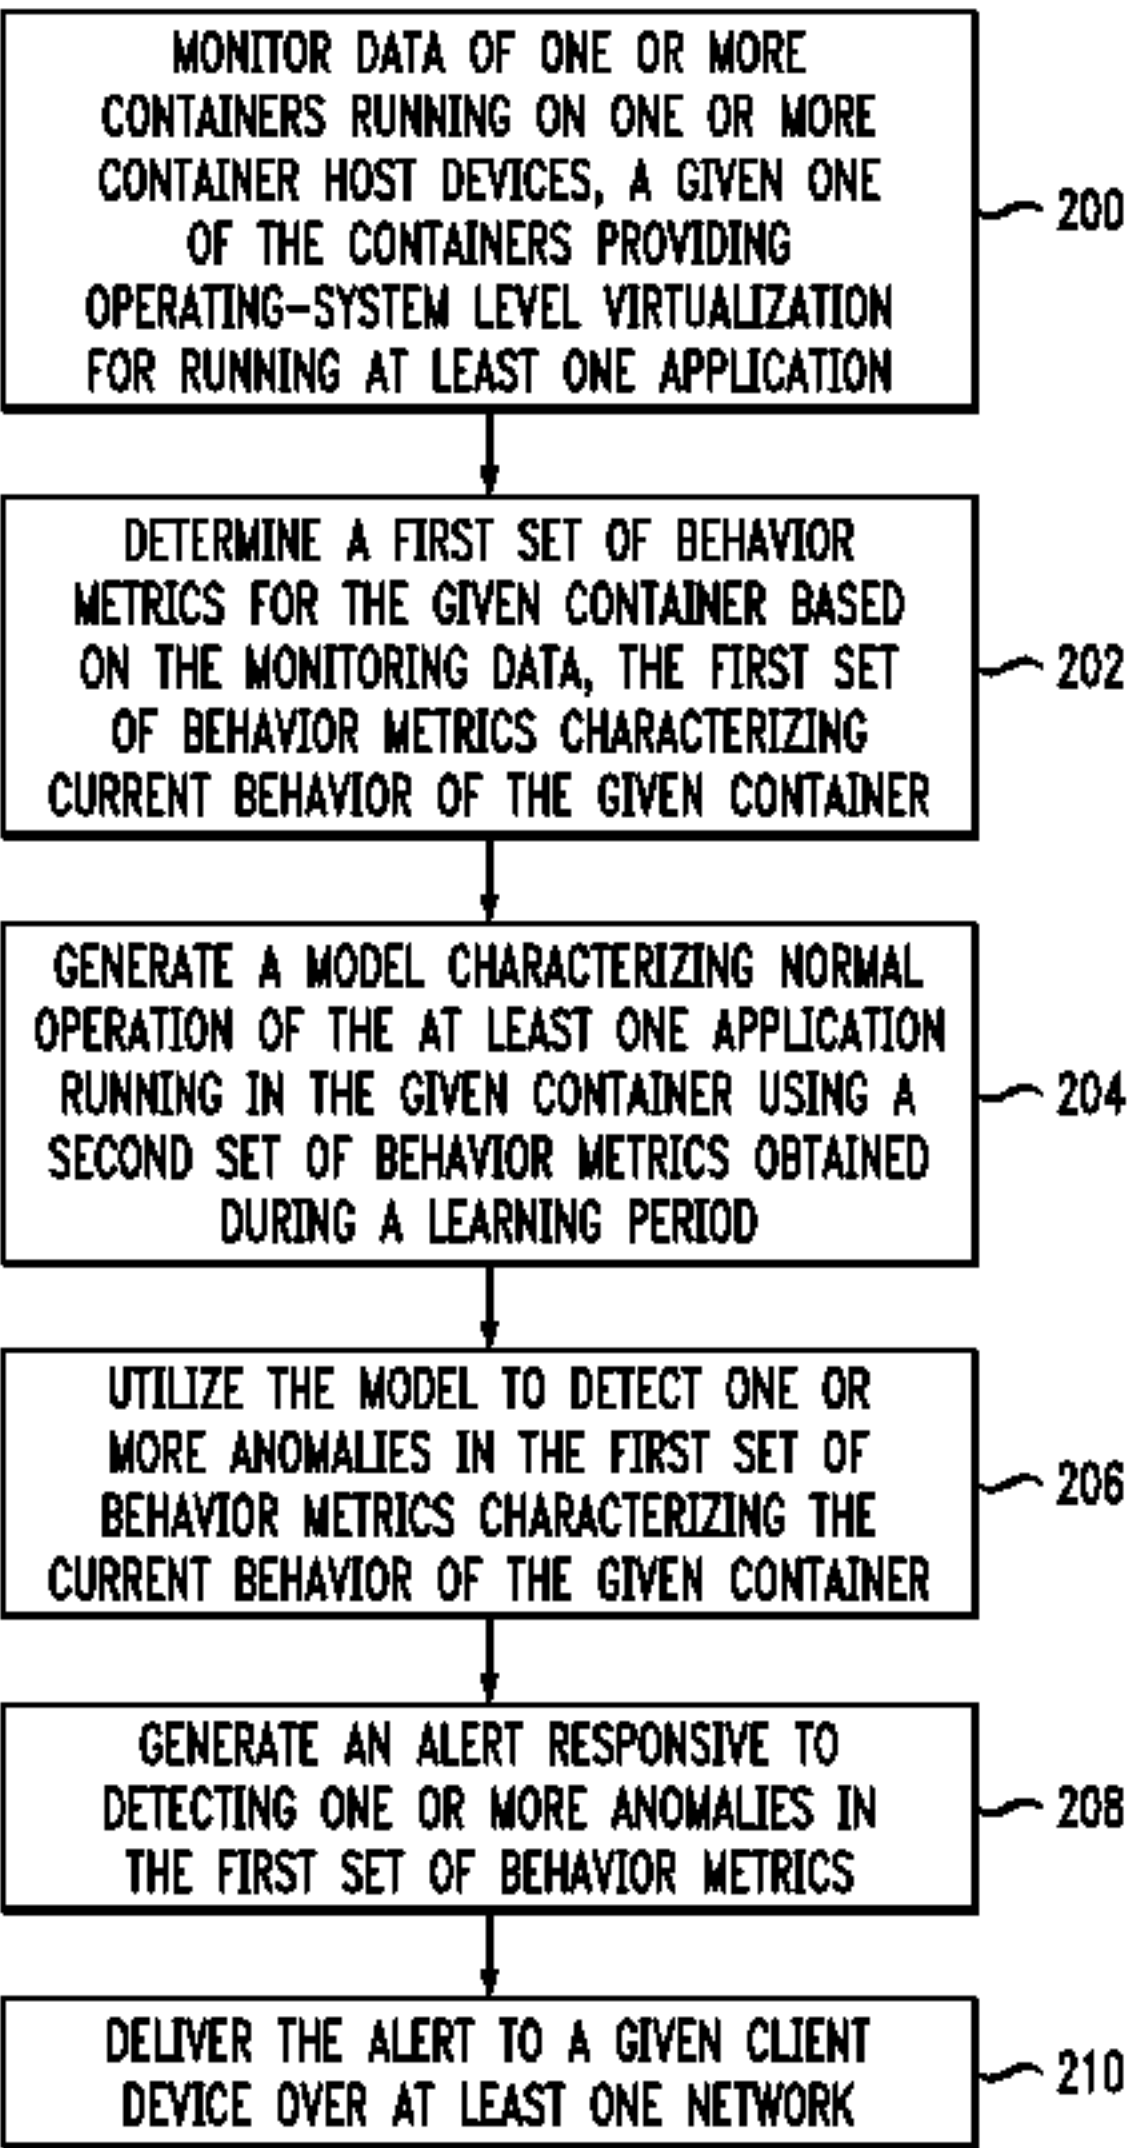 MONITOR DATA OF ONE OR MORE
CONTAINERS RUNNING ON ONE OR MORE
CONTAINER HOST DEVICES, A GIVEN ONE
OF THE CONTAINERS PROVIDING
OPERATING-SYSTEM LEVEL VIRTUALIZATION
FOR RUNNING AT LEAST ONE APPLICATION
200
DETERMINE A FIRST SET OF BEHAVIOR
METRICS FOR THE GIVEN CONTAINER BASED
ON THE MONITORING DATA, THE FIRST SET
OF BEHAVIOR METRICS CHARACTERIZING
CURRENT BEHAVIOR OF THE GIVEN CONTAINER
202
GENERATE A MODEL CHARACTERIZING NORMAL
OPERATION OF THE AT LEAST ONE APPLICATION
RUNNING IN THE GIVEN CONTAINER USING A
SECOND SET OF BEHAVIOR METRICS OBTAINED
DURING A LEARNING PERIOD
204
UTILIZE THE MODEL TO DETECT ONE OR
MORE ANOMALIES IN THE FIRST SET OF
BEHAVIOR METRICS CHARACTERIZING THE
CURRENT BEHAVIOR OF THE GIVEN CONTAINER
206
GENERATE AN ALERT RESPONSIVE TO
DETECTING ONE OR MORE ANOMALIES IN
THE FIRST SET OF BEHAVIOR METRICS
208
DELIVER THE ALERT TO A GIVEN CLIENT
DEVICE OVER AT LEAST ONE NETWORK
210